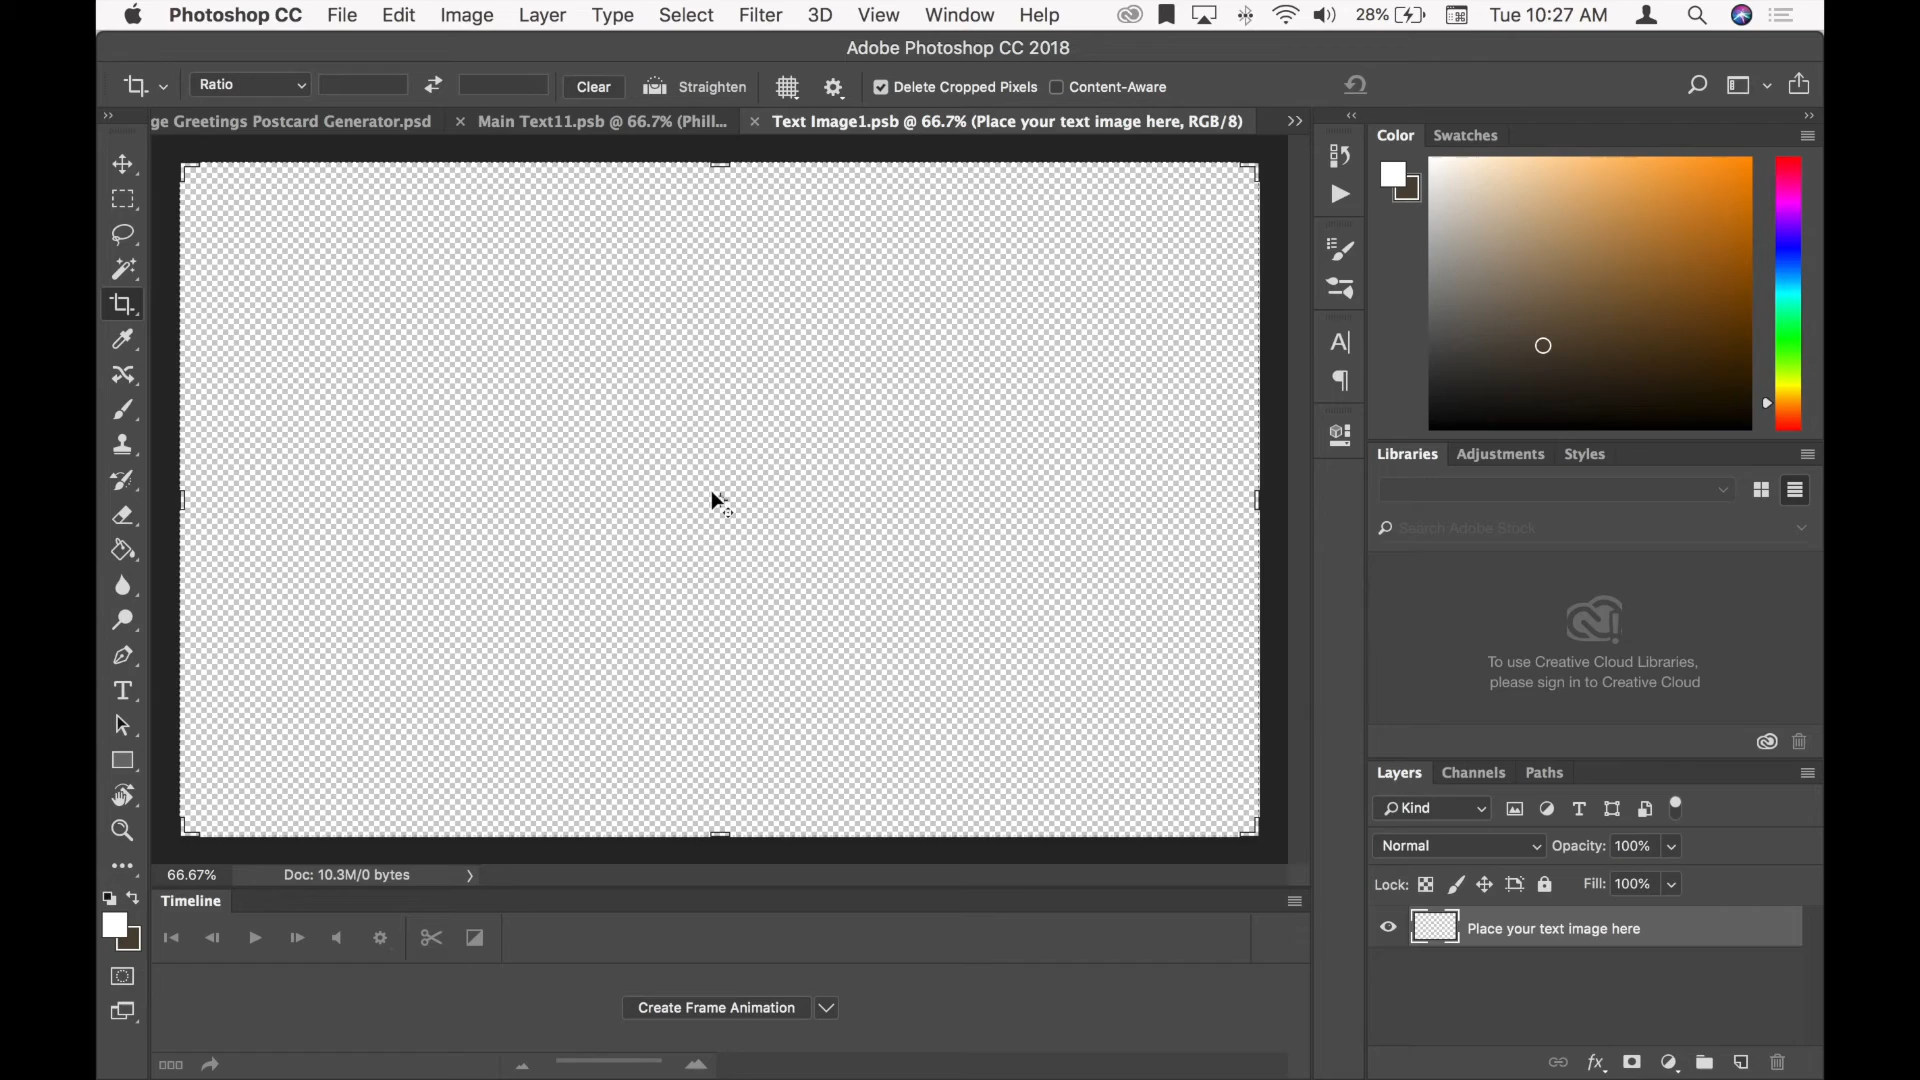 Photoshop CC File Edit Image Layer Type Select Filter 3D View Window Help 28% Tue 10:27 AM
Adobe Photoshop CC 2018
Ratio Clear Straighten Delete Cropped Pixels Content-Aware
ge Greetings Postcard Generator.psd Main Text11.psb @ 66.7% (Phill... Text Image1.psb @ 66.7% (Place your text image here, RGB/8)
Color Swatches
Libraries Adjustments Styles
Search Adobe Stock
To use Creative Cloud Libraries,
please sign in to Creative Cloud
Layers Channels Paths
Kind
Normal Opacity: 100%
Lock: Fill: 100%
Place your text image here
66.67% Doc: 10.3M/0 bytes
Timeline
Create Frame Animation